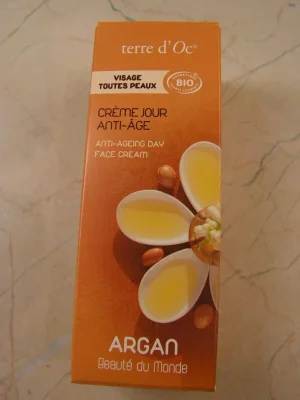 terre d'Oc®
VISAGE
TOUTES PEAUX
BIO
CRÈME JOUR
ANTI-ÂGE
ANTI-AGEING DAY
FACE CREAM
ARGAN
Beauté du Monde